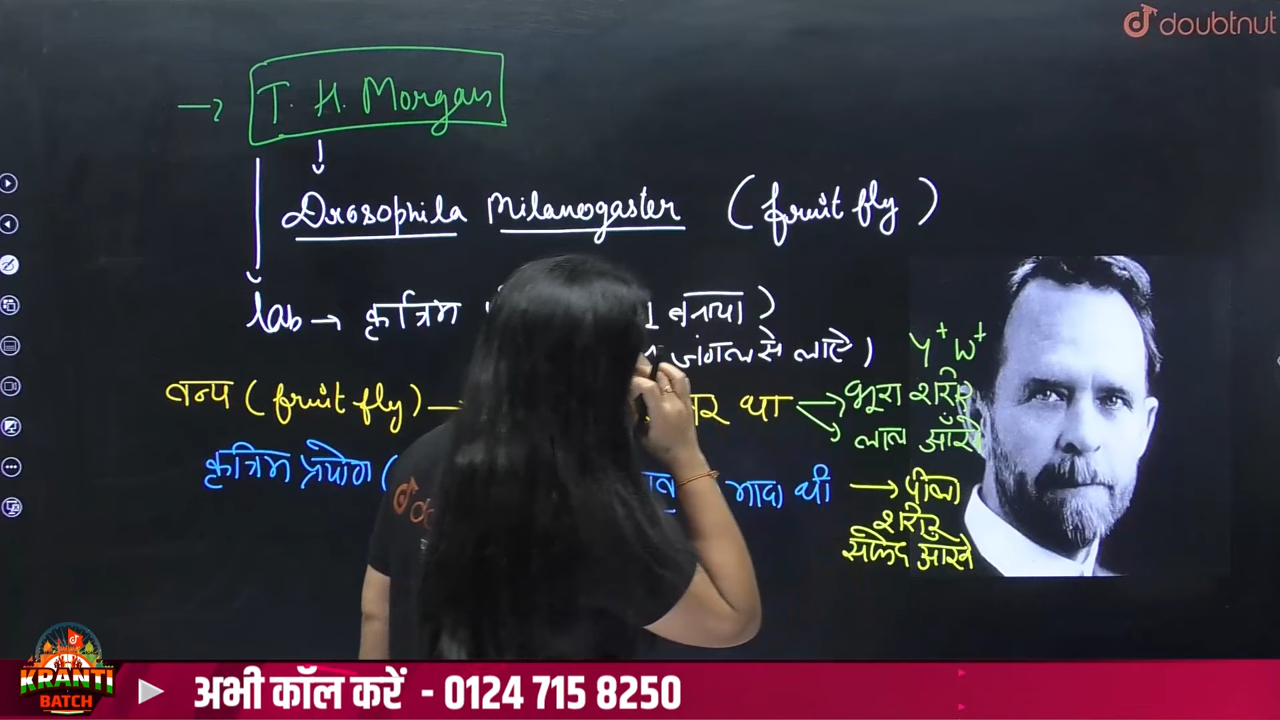 doubtnut
→ T. H. Morgan
Drosophila Milanogaster (fruit fly)
lab → कृत्रिम बनाया)
जंगल से लाऐ)
Y⁺ W⁺
वन्य (fruit fly) — नर था → भूरा शरीर
लाल आँखे
कृत्रिम प्रयोग ( मादा थी → पीला
शरीर
सफेद आंखे
KRANTI
BATCH
अभी कॉल करें - 0124 715 8250